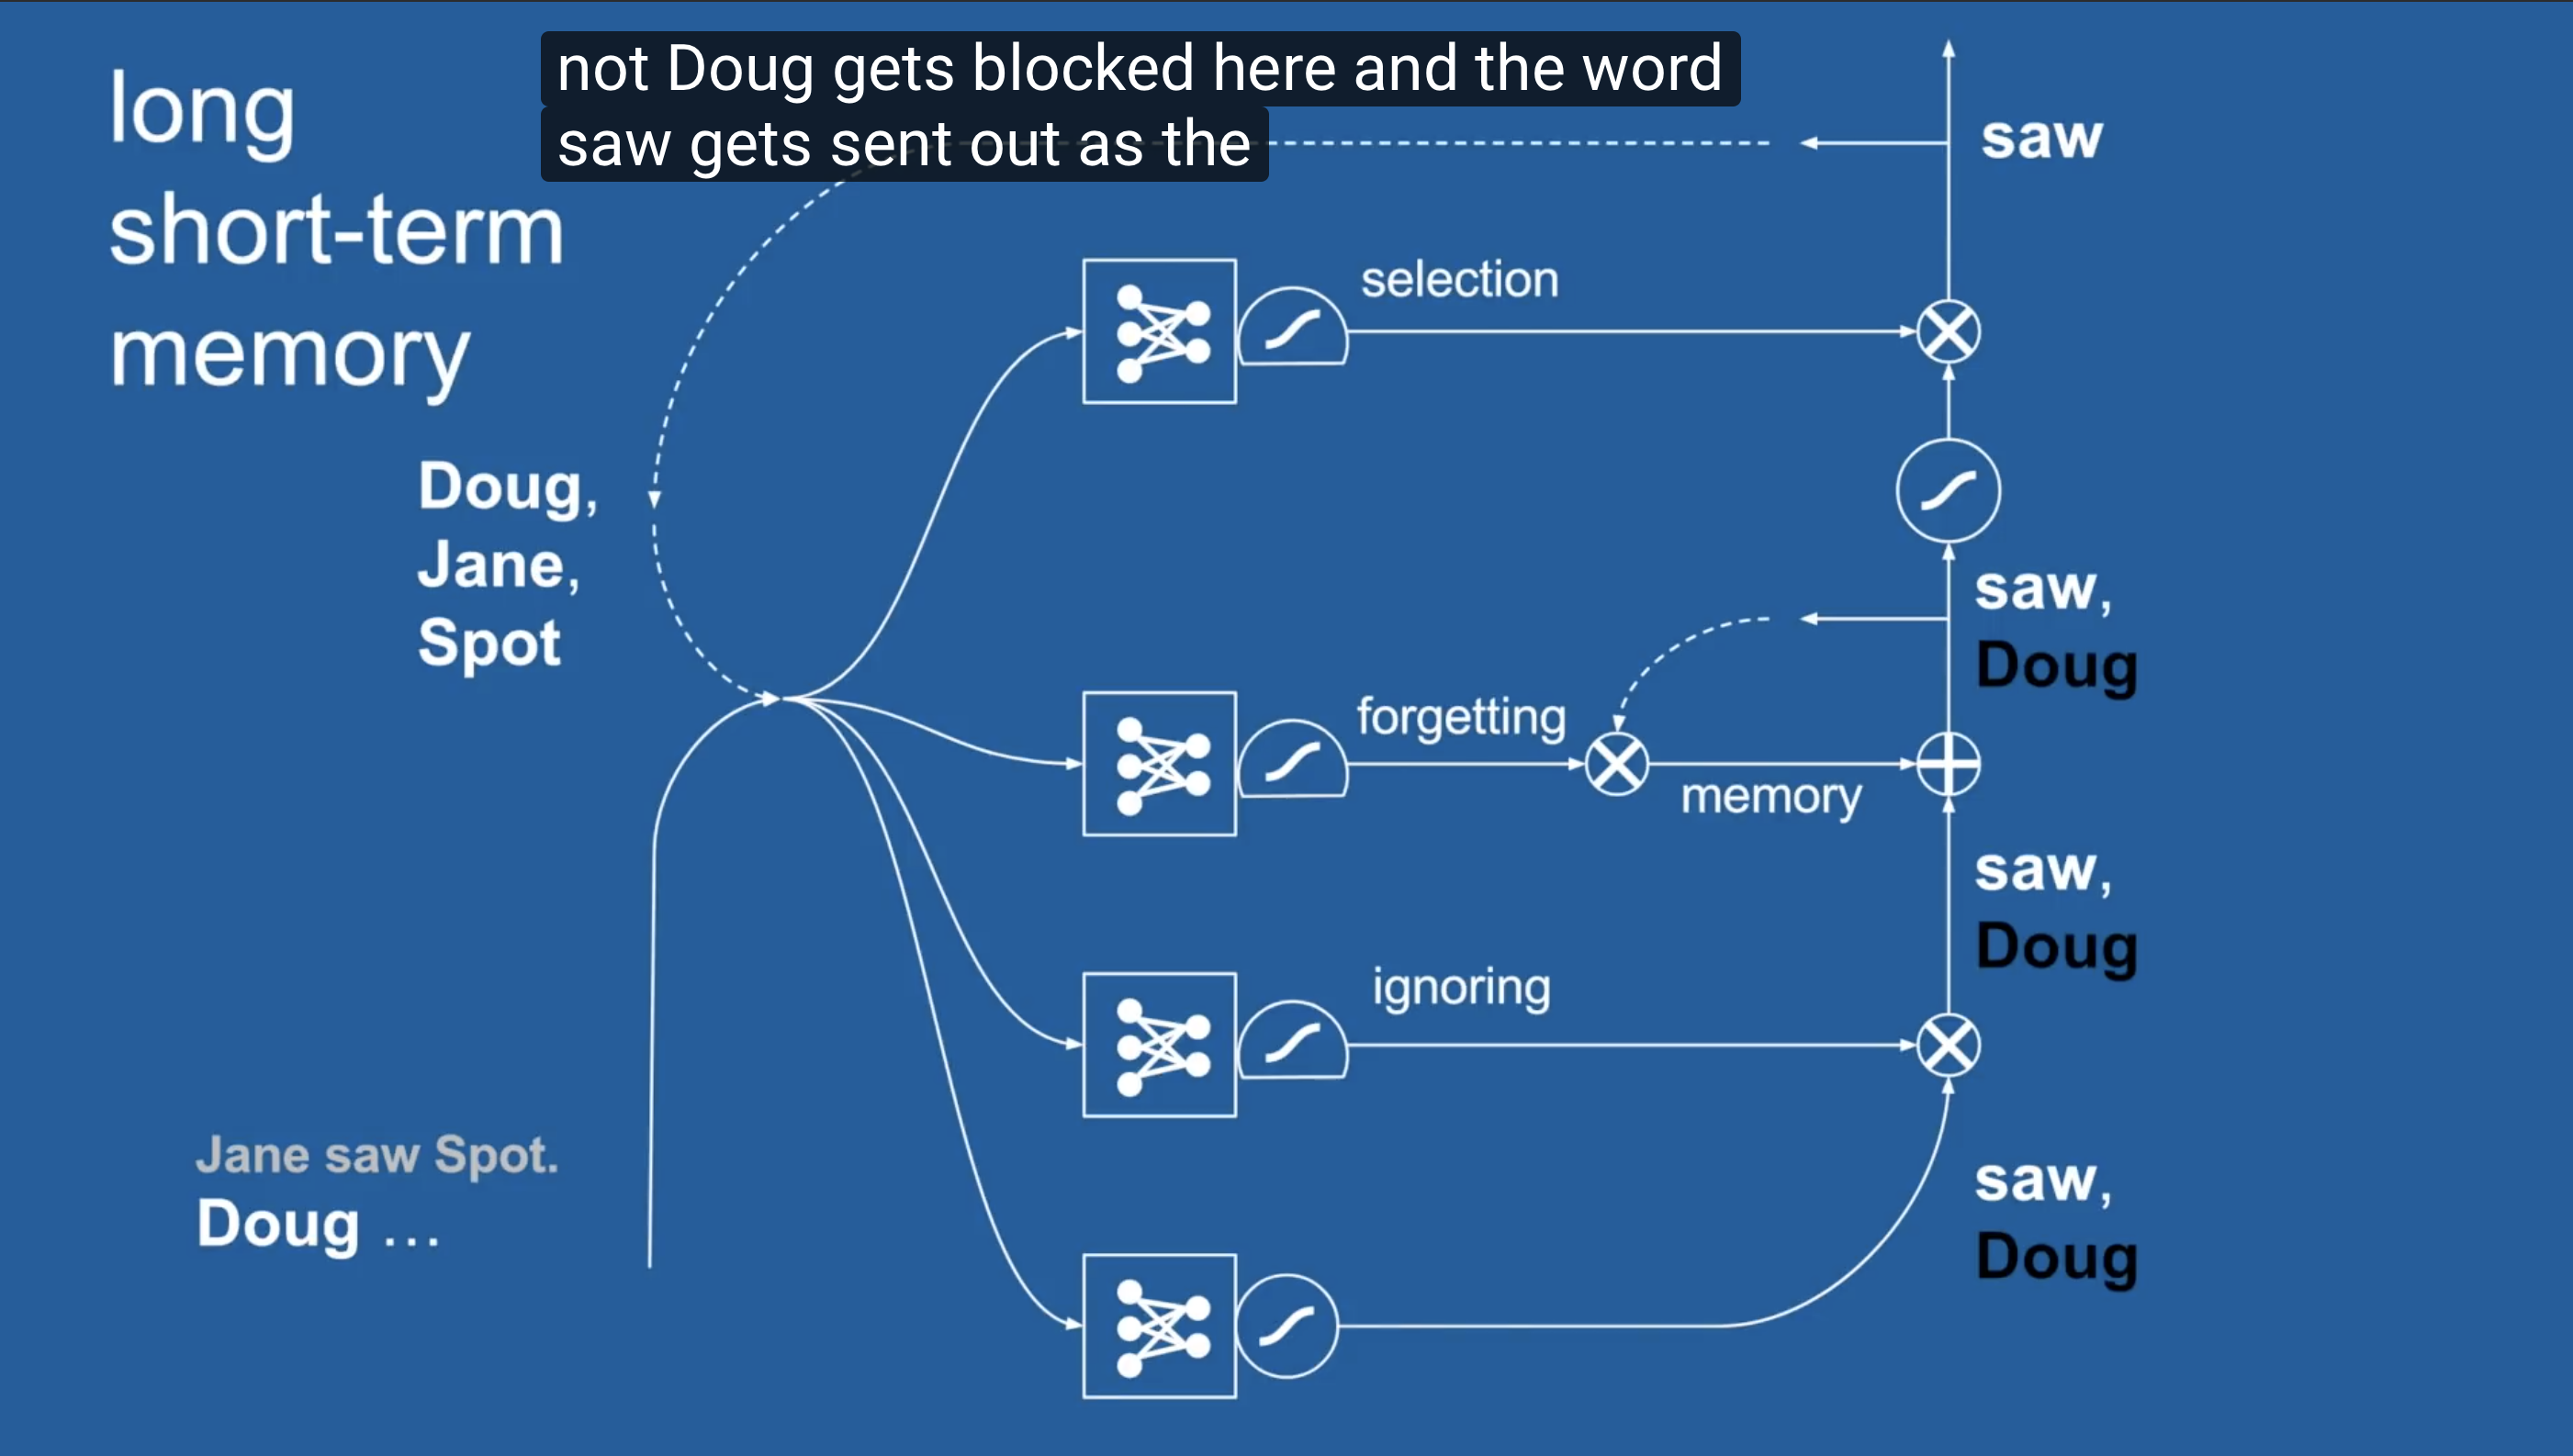 not Doug gets blocked here and the word
saw gets sent out as the
long
short-term
memory
saw
selection
Doug,
Jane,
Spot
saw,
Doug
forgetting
memory
saw,
Doug
ignoring
Jane saw Spot.
Doug ...
saw,
Doug